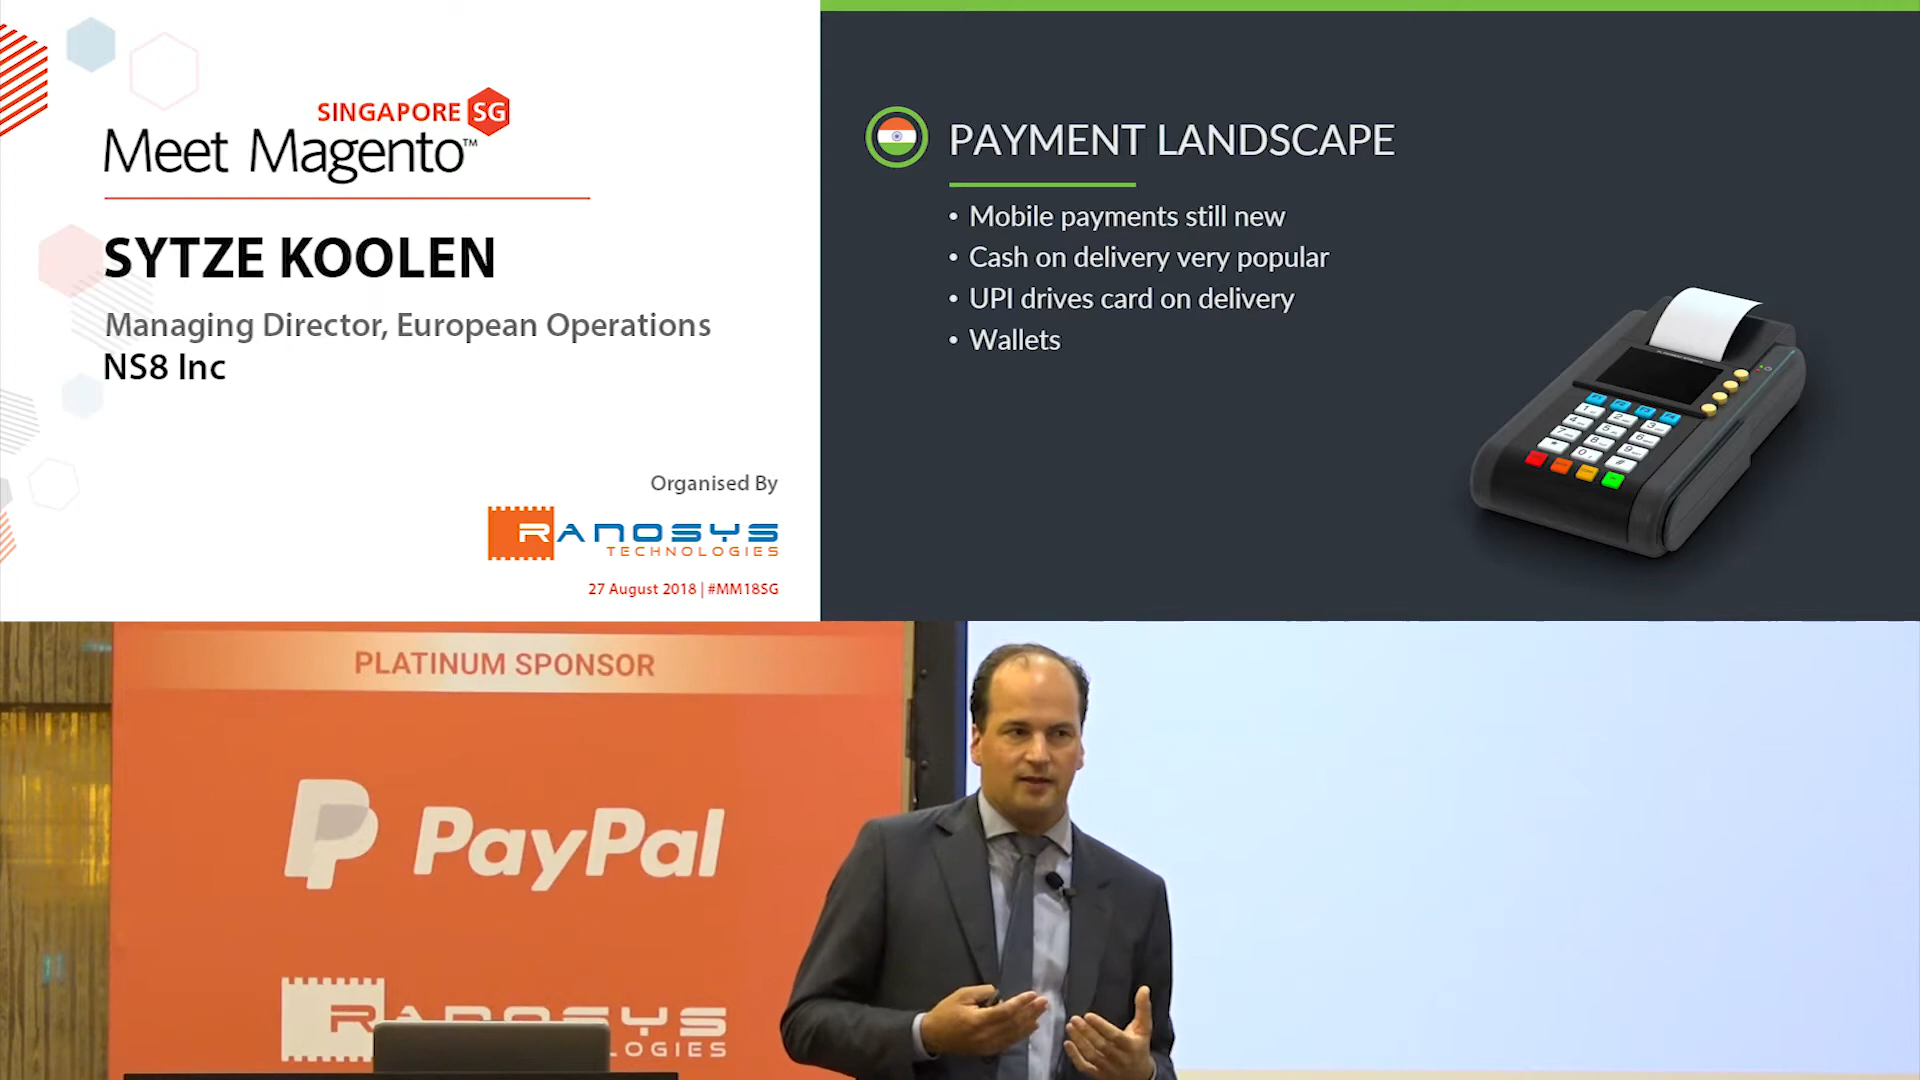 SINGAPORE SG
Meet Magento™
SYTZE KOOLEN
Managing Director, European Operations
NS8 Inc
Organised By
RANOSYS
TECHNOLOGIES
27 August 2018 | #MM18SG
PAYMENT LANDSCAPE
• Mobile payments still new
• Cash on delivery very popular
• UPI drives card on delivery
• Wallets
PLATINUM SPONSOR
PayPal
RANOSYS
LOGIES